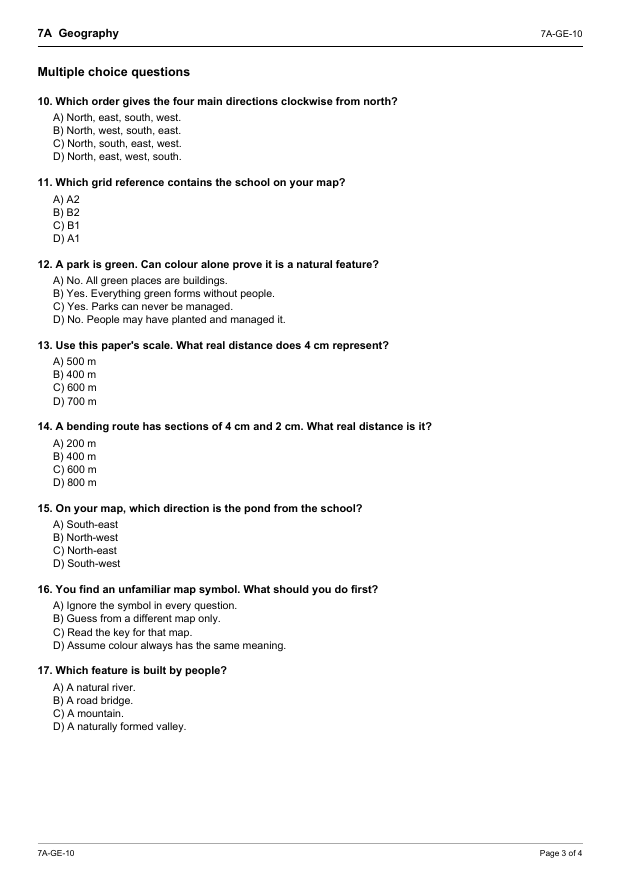 7A Geography
7A-GE-10
Multiple choice questions
10. Which order gives the four main directions clockwise from north?
A) North, east, south, west.
B) North, west, south, east.
C) North, south, east, west.
D) North, east, west, south.
11. Which grid reference contains the school on your map?
A) A2
B) B2
C) B1
D) A1
12. A park is green. Can colour alone prove it is a natural feature?
A) No. All green places are buildings.
B) Yes. Everything green forms without people.
C) Yes. Parks can never be managed.
D) No. People may have planted and managed it.
13. Use this paper's scale. What real distance does 4 cm represent?
A) 500 m
B) 400 m
C) 600 m
D) 700 m
14. A bending route has sections of 4 cm and 2 cm. What real distance is it?
A) 200 m
B) 400 m
C) 600 m
D) 800 m
15. On your map, which direction is the pond from the school?
A) South-east
B) North-west
C) North-east
D) South-west
16. You find an unfamiliar map symbol. What should you do first?
A) Ignore the symbol in every question.
B) Guess from a different map only.
C) Read the key for that map.
D) Assume colour always has the same meaning.
17. Which feature is built by people?
A) A natural river.
B) A road bridge.
C) A mountain.
D) A naturally formed valley.
7A-GE-10
Page 3 of 4